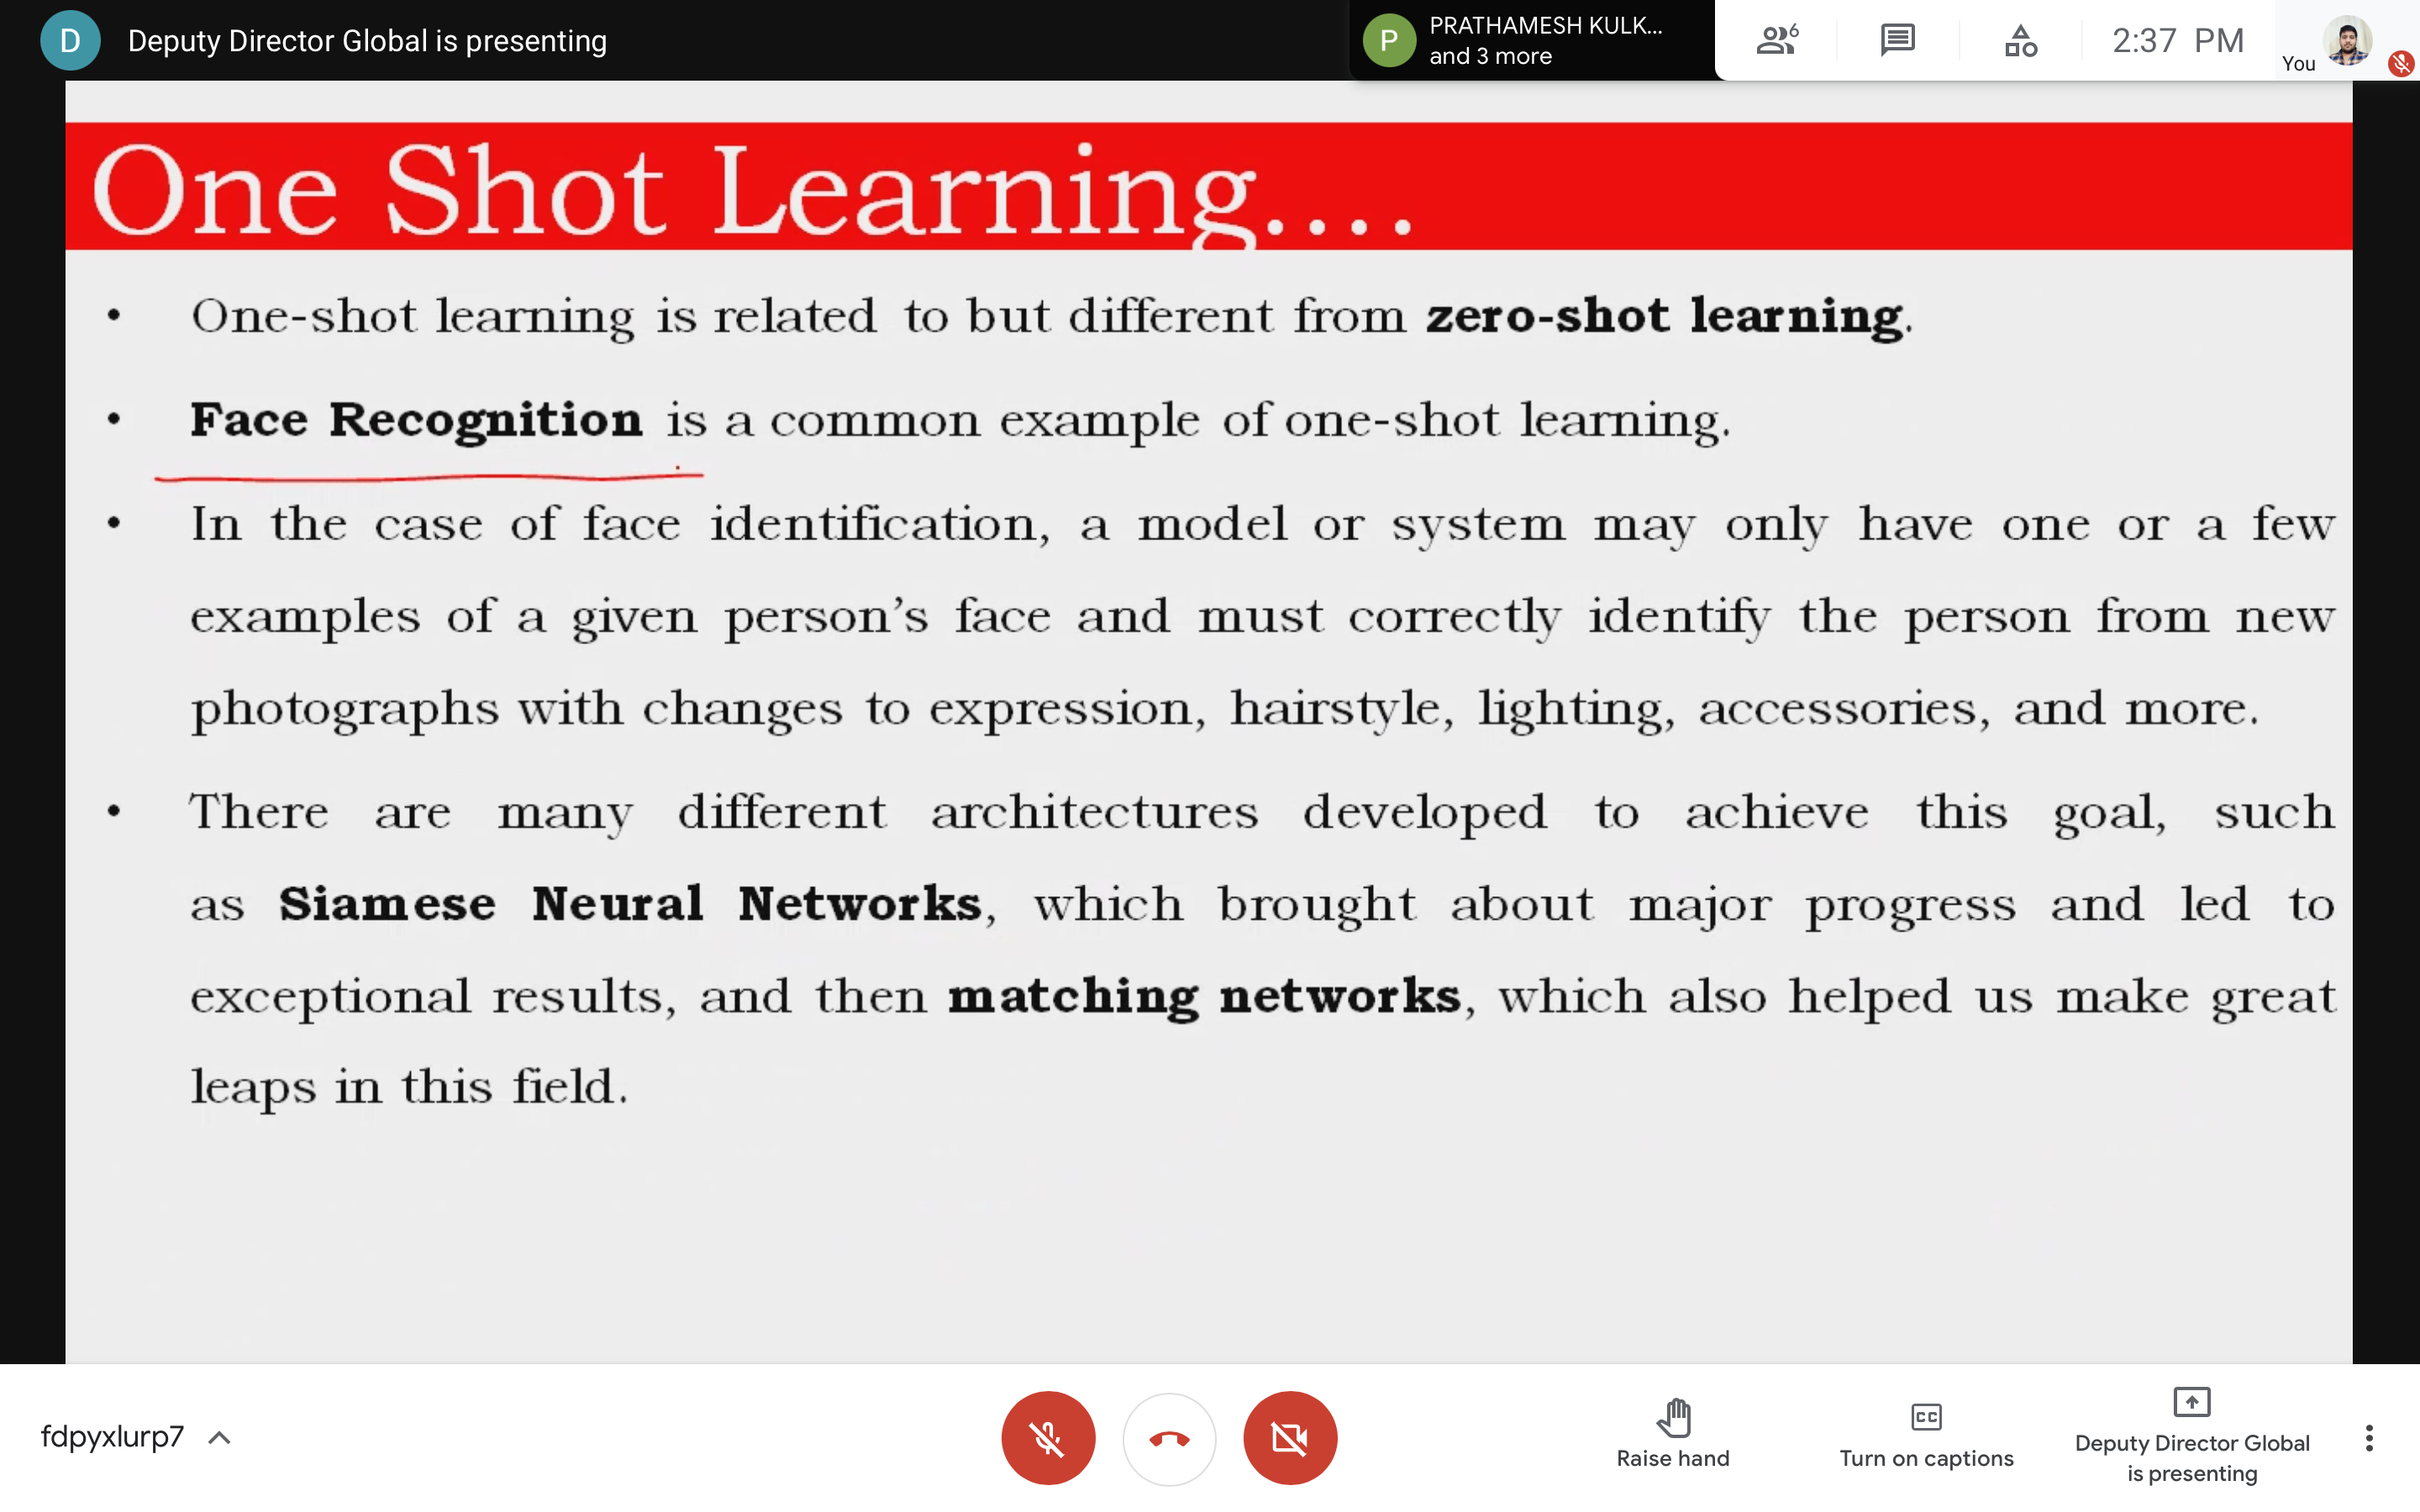 D Deputy Director Global is presenting
P PRATHAMESH KULK...
and 3 more
6
2:37 PM
You
One Shot Learning....
• One-shot learning is related to but different from zero-shot learning.
• Face Recognition is a common example of one-shot learning.
• In the case of face identification, a model or system may only have one or a few
examples of a given person’s face and must correctly identify the person from new
photographs with changes to expression, hairstyle, lighting, accessories, and more.
• There are many different architectures developed to achieve this goal, such
as Siamese Neural Networks, which brought about major progress and led to
exceptional results, and then matching networks, which also helped us make great
leaps in this field.
fdpyxlurp7
Raise hand
CC
Turn on captions
Deputy Director Global
is presenting